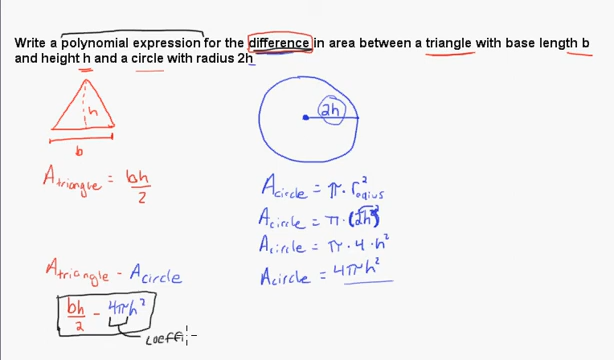 Write a polynomial expression for the difference in area between a triangle with base length b
and height h and a circle with radius 2h
h
b
2h
A triangle = bh/2
A circle = π · radius²
A circle = π · (2h)²
A circle = π · 4 · h²
A circle = 4πh²
A triangle - A circle
bh/2 - 4πh²
coeffi